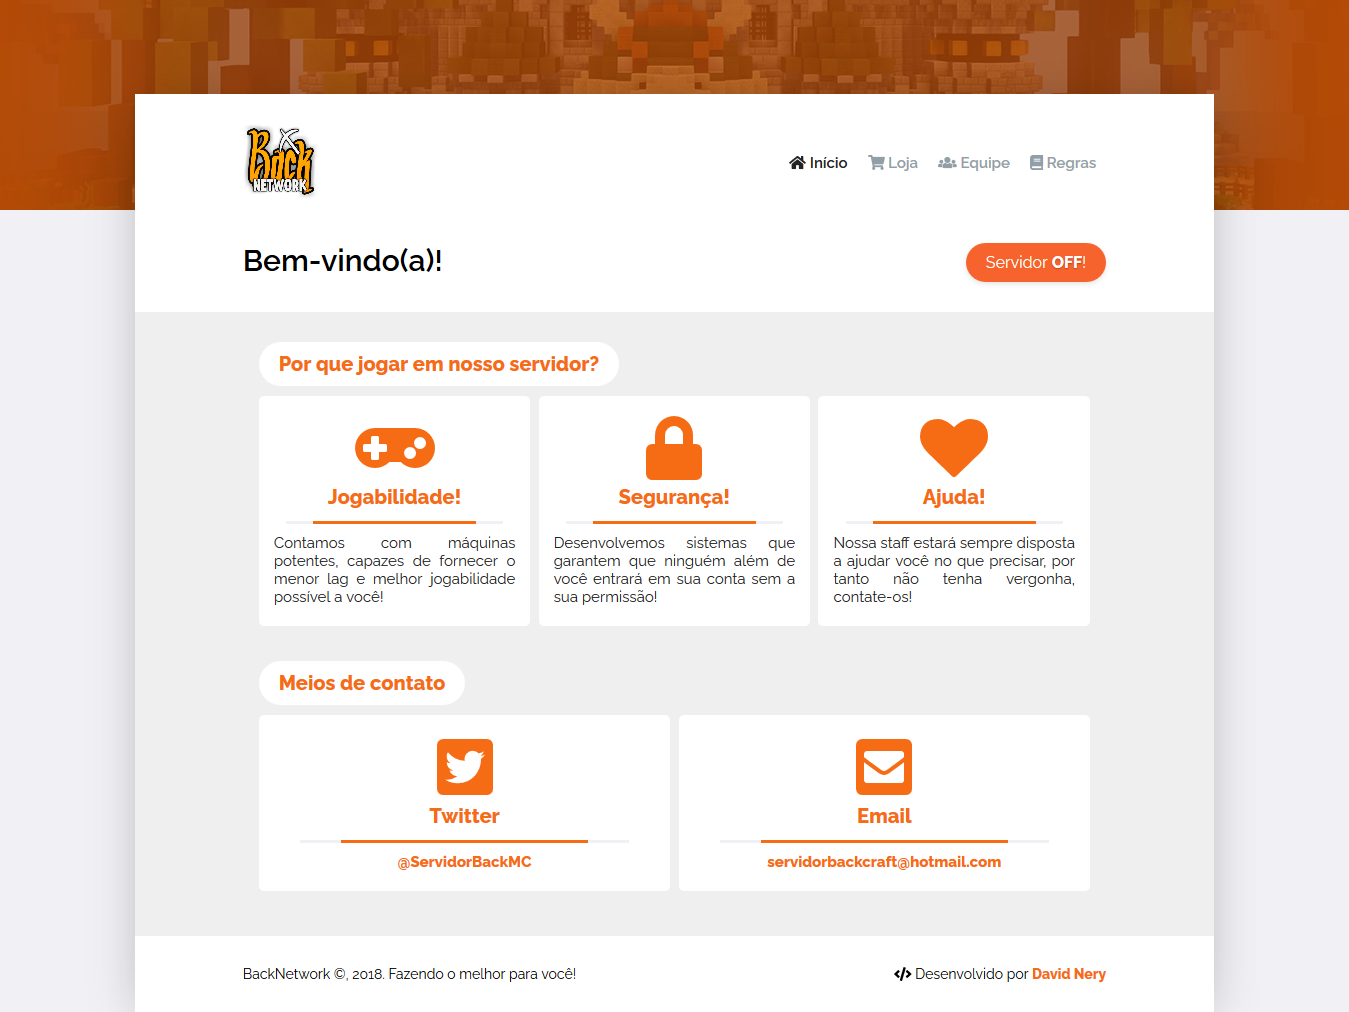 Back
NETWORK
Início Loja Equipe Regras
Bem-vindo(a)!
Servidor OFF!
Por que jogar em nosso servidor?
Jogabilidade!
Contamos com máquinas
potentes, capazes de fornecer o
menor lag e melhor jogabilidade
possível a você!
Segurança!
Desenvolvemos sistemas que
garantem que ninguém além de
você entrará em sua conta sem a
sua permissão!
Ajuda!
Nossa staff estará sempre disposta
a ajudar você no que precisar, por
tanto não tenha vergonha,
contate-os!
Meios de contato
Twitter
@ServidorBackMC
Email
servidorbackcraft@hotmail.com
BackNetwork ©, 2018. Fazendo o melhor para você!
Desenvolvido por David Nery